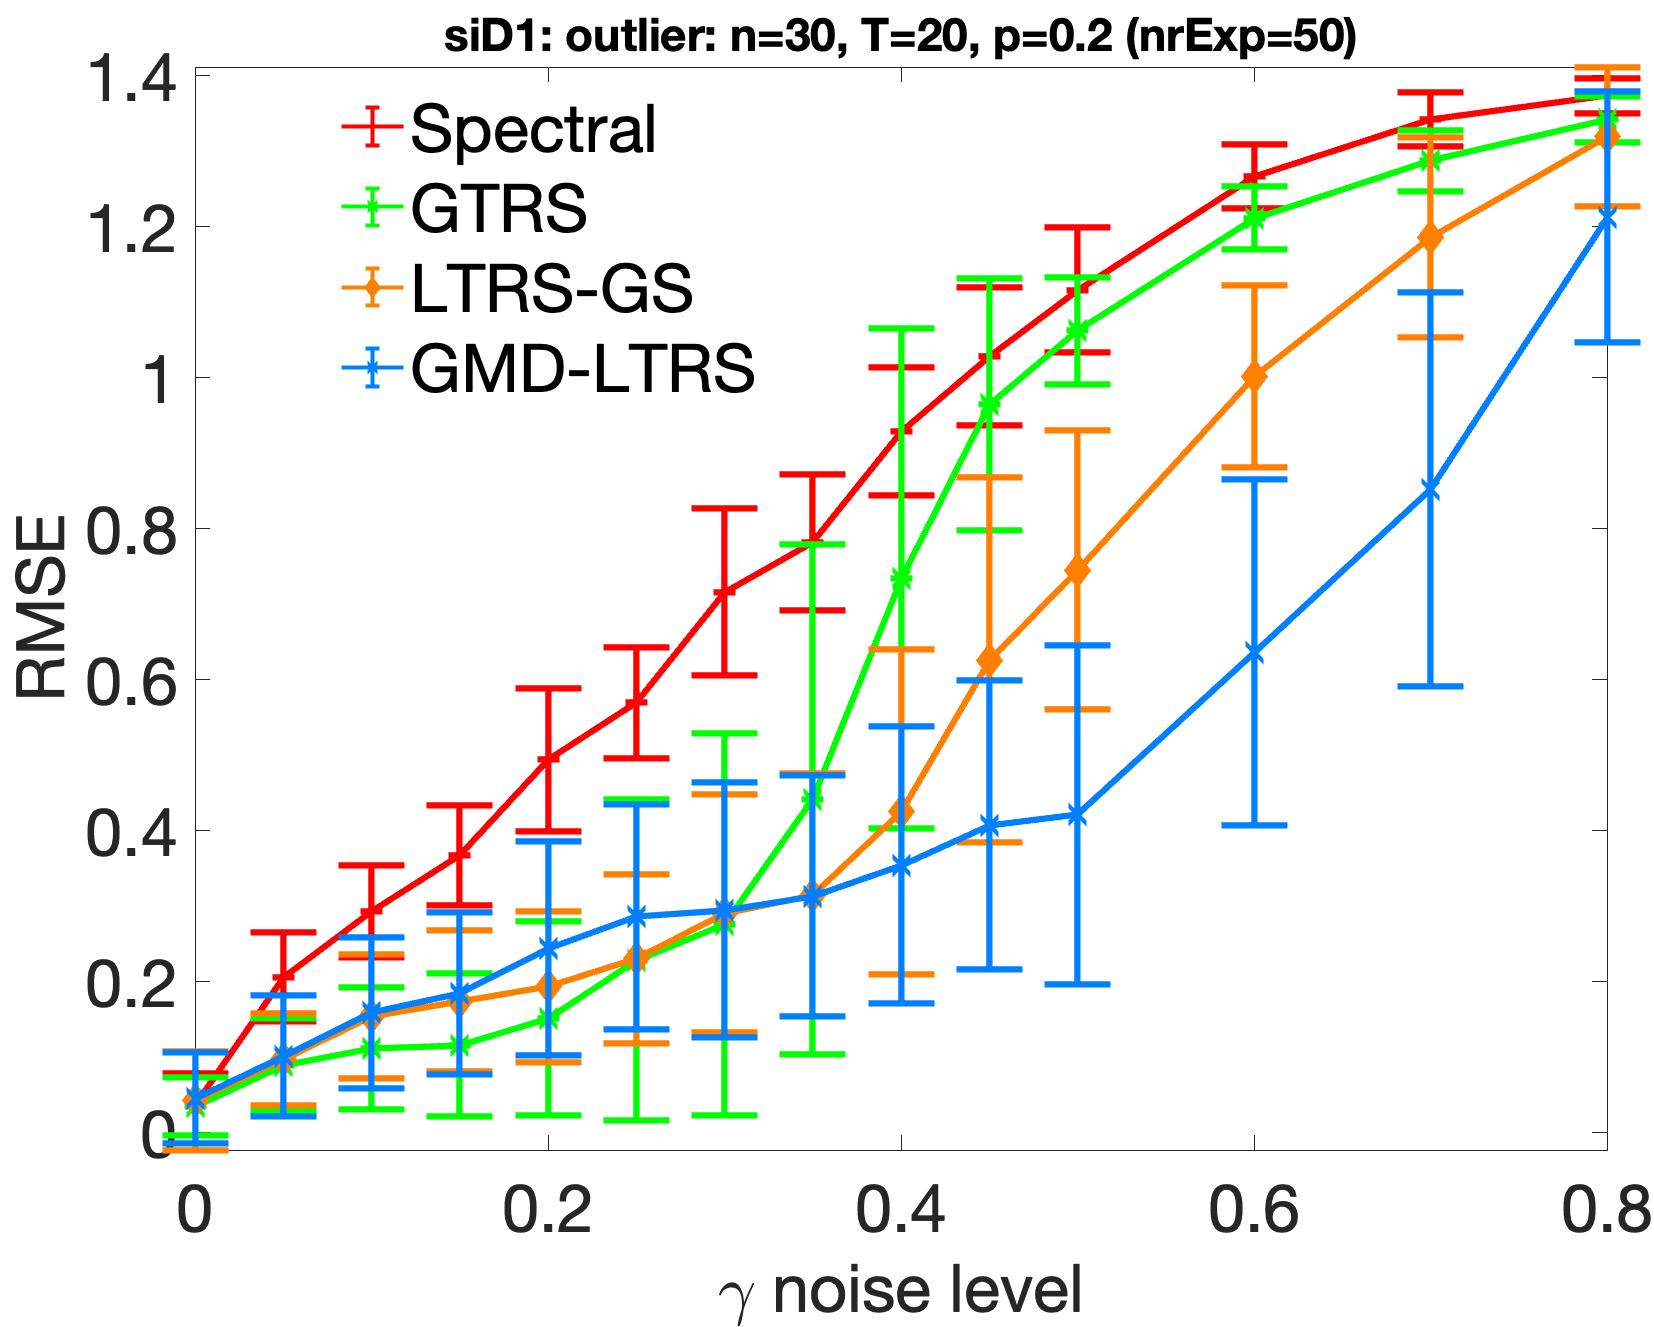 siD1: outlier: n=30, T=20, p=0.2 (nrExp=50)
1.4
1.2
1
0.8
0.6
0.4
0.2
0
RMSE
Spectral
GTRS
LTRS-GS
GMD-LTRS
0
0.2
0.4
0.6
0.8
γ noise level